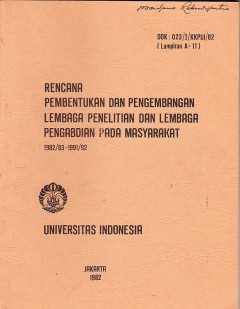 DOK : 023/I/KKPUI/82
( Lampiran A- 11 )
RENCANA
PEMBENTUKAN DAN PENGEMBANGAN
LEMBAGA PENELITIAN DAN LEMBAGA
PENGABDIAN PADA MASYARAKAT
1982/83-1991/92
UNIVERSITAS INDONESIA
JAKARTA
1982